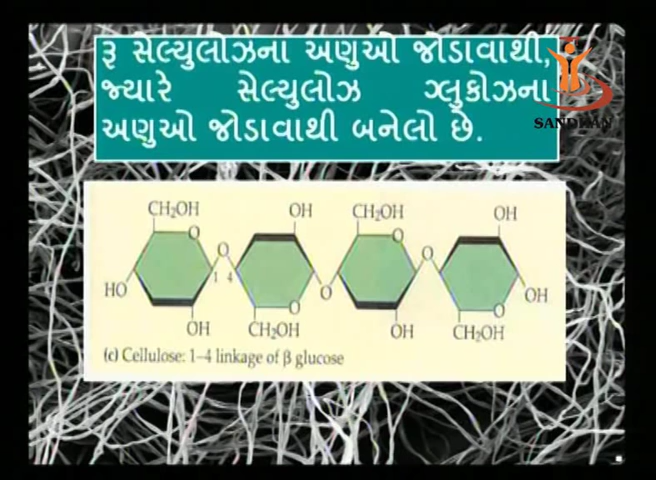 રૂ સેલ્યુલોઝના અણુઓ જોડાવાથી,
જ્યારે સેલ્યુલોઝ ગ્લુકોઝના
અણુઓ જોડાવાથી બનેલો છે.
SANDHAN
CH₂OH OH CH₂OH OH
O O O O
1 4
HO O O OH
OH CH₂OH OH CH₂OH
(c) Cellulose: 1–4 linkage of β glucose